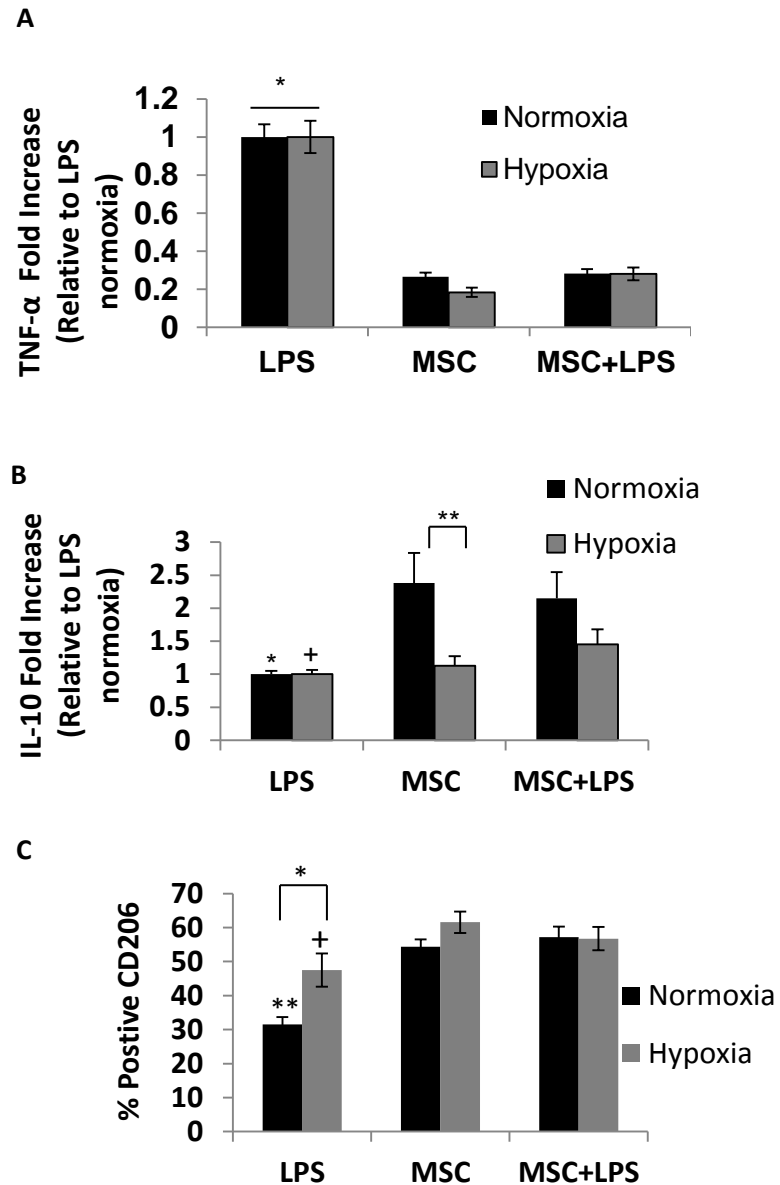 A
TNF-α Fold Increase
(Relative to LPS
normoxia)
1.2
1
0.8
0.6
0.4
0.2
0
*
Normoxia
Hypoxia
LPS MSC MSC+LPS
B
IL-10 Fold Increase
(Relative to LPS
normoxia)
3
2.5
2
1.5
1
0.5
0
* + **
Normoxia
Hypoxia
LPS MSC MSC+LPS
C
% Postive CD206
70
60
50
40
30
20
10
0
*
** +
Normoxia
Hypoxia
LPS MSC MSC+LPS